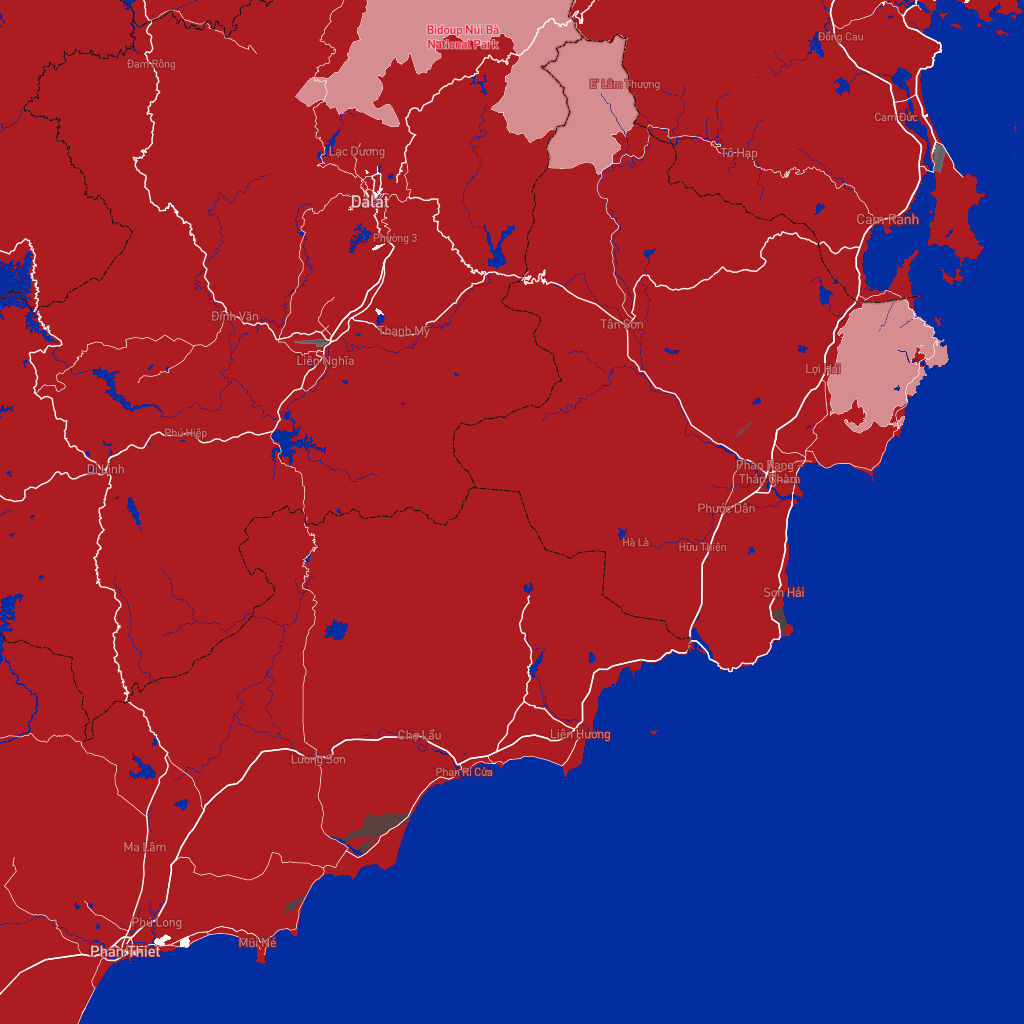 Bidoup Núi Bà
National Park
Đồng Cau
Đam Rông
E' Lâm Thượng
Cam Đức
Lạc Dương
Tô Hạp
Dalat
Cam Ranh
Phường 3
Đinh Văn
Tân Sơn
Thạnh Mỹ
Liên Nghĩa
Lợi Hải
Phú Hiệp
Di Linh
Phan Rang
Tháp Chàm
Phước Dân
Hà Là
Hữu Thiện
Sơn Hải
Liên Hương
Chợ Lầu
Lương Sơn
Phan Rí Cửa
Ma Lâm
Phú Long
Phan Thiet
Mũi Né